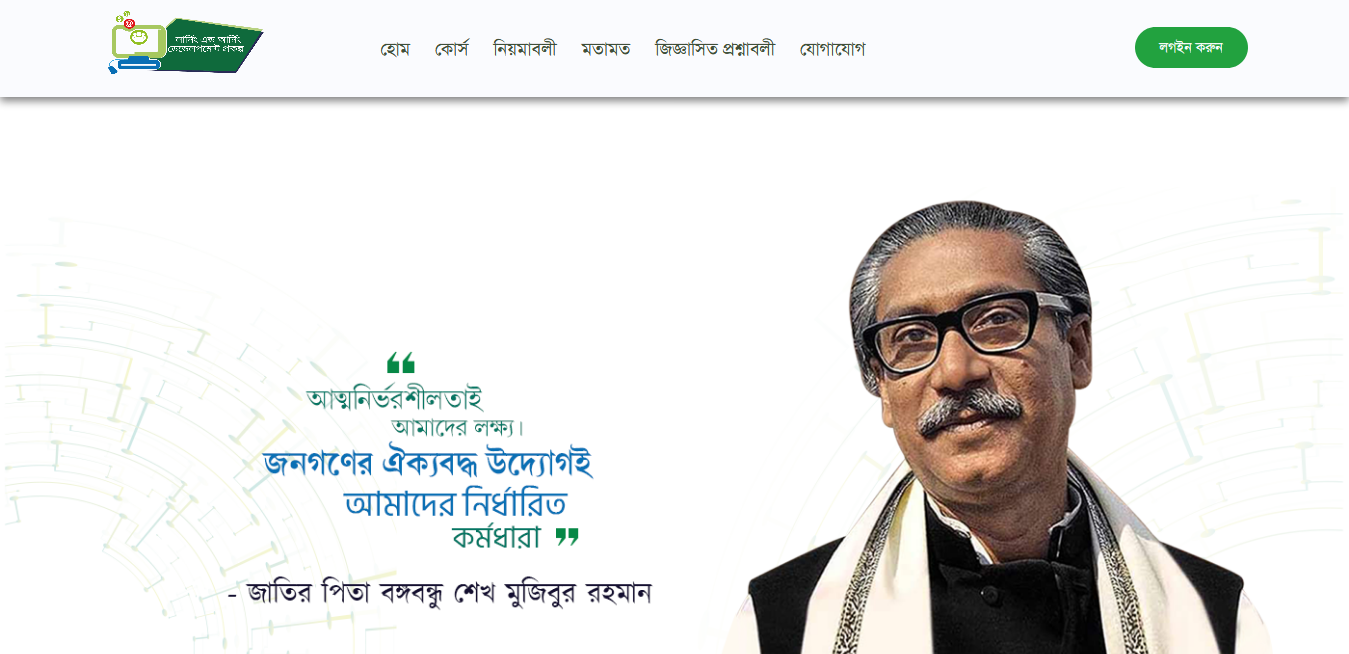 লার্নিং এন্ড আর্নিং
ডেভেলপমেন্ট প্রকল্প
হোম কোর্স নিয়মাবলী মতামত জিজ্ঞাসিত প্রশ্নাবলী যোগাযোগ
লগইন করুন
❝
আত্মনির্ভরশীলতাই
আমাদের লক্ষ্য।
জনগণের ঐক্যবদ্ধ উদ্যোগই
আমাদের নির্ধারিত
কর্মধারা ❞
- জাতির পিতা বঙ্গবন্ধু শেখ মুজিবুর রহমান